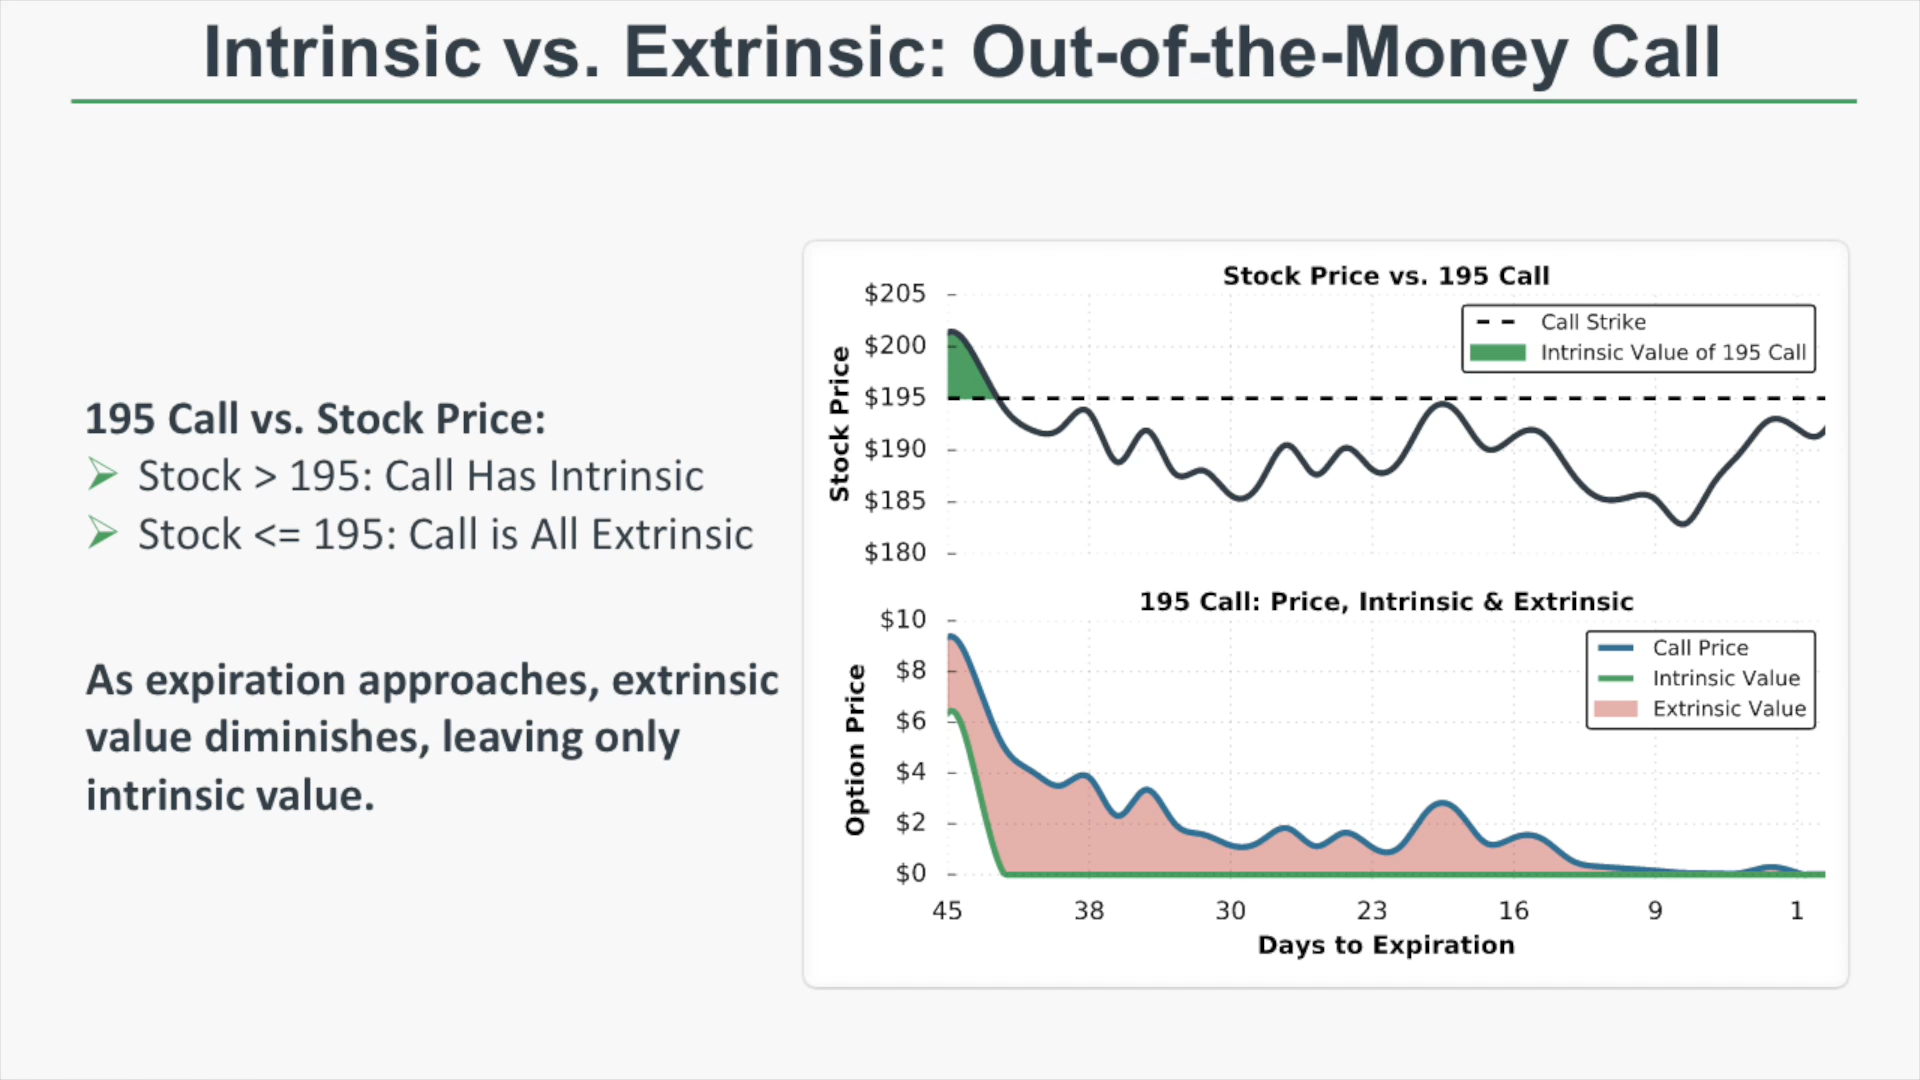 Intrinsic vs. Extrinsic: Out-of-the-Money Call
195 Call vs. Stock Price:
Stock > 195: Call Has Intrinsic
Stock <= 195: Call is All Extrinsic
As expiration approaches, extrinsic
value diminishes, leaving only
intrinsic value.
Stock Price vs. 195 Call
$205
$200
$195
$190
$185
$180
Stock Price
Call Strike
Intrinsic Value of 195 Call
195 Call: Price, Intrinsic & Extrinsic
$10
$8
$6
$4
$2
$0
Option Price
Call Price
Intrinsic Value
Extrinsic Value
45 38 30 23 16 9 1
Days to Expiration